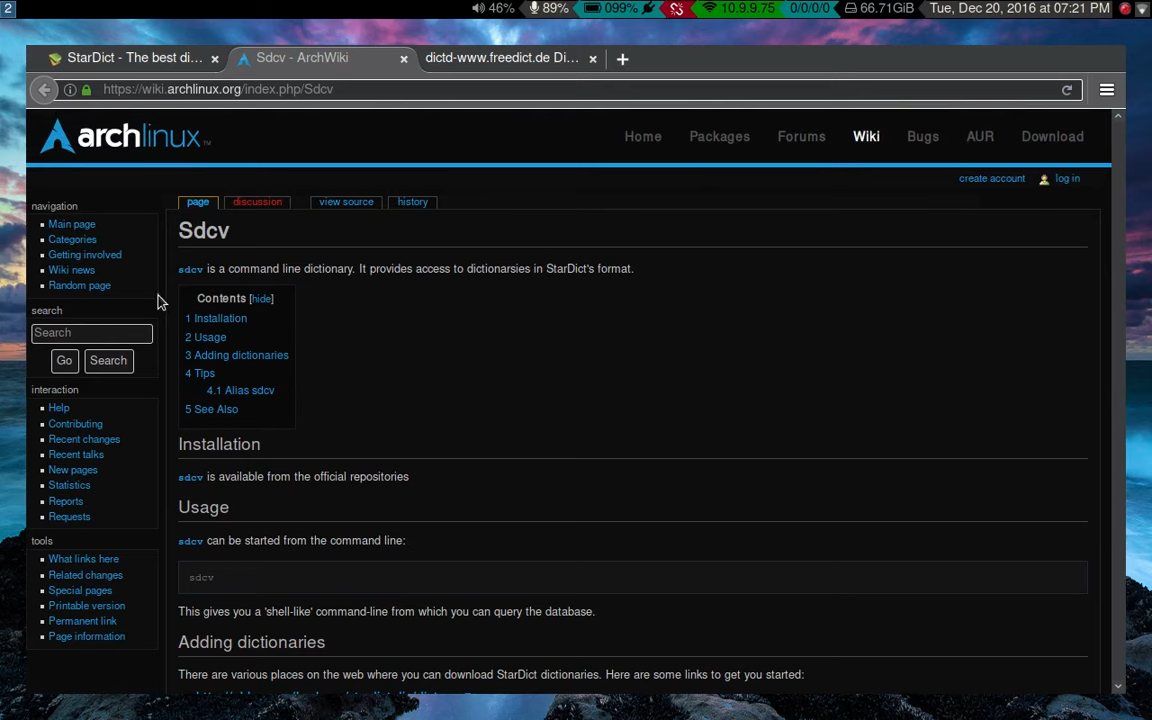 2 46% 89% 099% 10.9.9.75 0/0/0/0 66.71GiB Tue, Dec 20, 2016 at 07:21 PM
StarDict - The best di... Sdcv - ArchWiki dictd-www.freedict.de Di...
https://wiki.archlinux.org/index.php/Sdcv
archlinux™ Home Packages Forums Wiki Bugs AUR Download
create account log in
navigation
Main page
Categories
Getting involved
Wiki news
Random page
search
Search
Go Search
interaction
Help
Contributing
Recent changes
Recent talks
New pages
Statistics
Reports
Requests
tools
What links here
Related changes
Special pages
Printable version
Permanent link
Page information
page discussion view source history
Sdcv
sdcv is a command line dictionary. It provides access to dictionarsies in StarDict's format.
Contents [hide]
1 Installation
2 Usage
3 Adding dictionaries
4 Tips
4.1 Alias sdcv
5 See Also
Installation
sdcv is available from the official repositories
Usage
sdcv can be started from the command line:
sdcv
This gives you a 'shell-like' command-line from which you can query the database.
Adding dictionaries
There are various places on the web where you can download StarDict dictionaries. Here are some links to get you started: